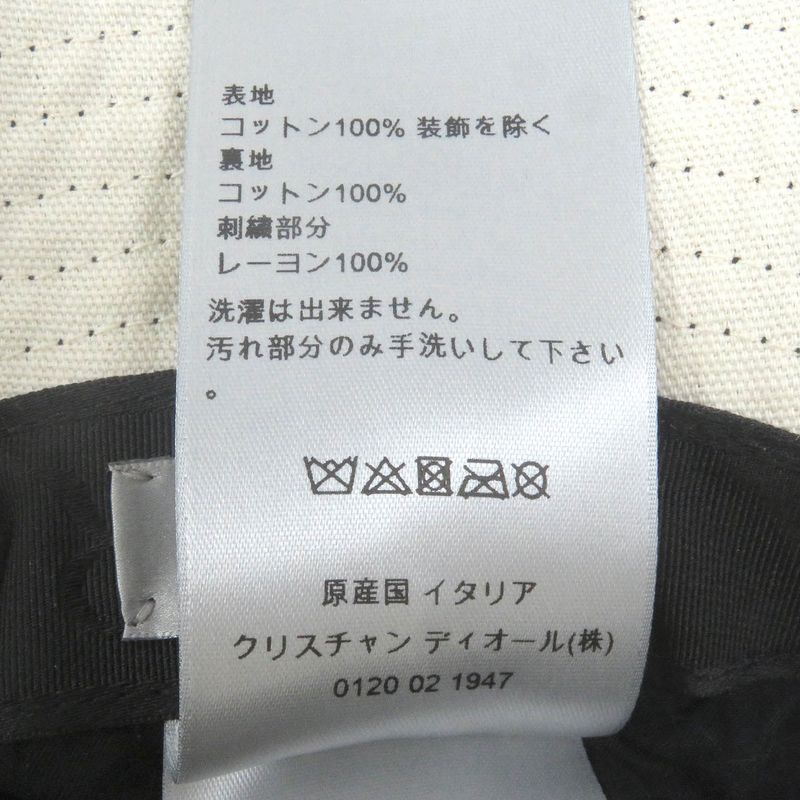 表地
コットン100% 装飾を除く
裏地
コットン100%
刺繍部分
レーヨン100%
洗濯は出来ません。
汚れ部分のみ手洗いして下さい
。
原産国 イタリア
クリスチャン ディオール(株)
0120 02 1947